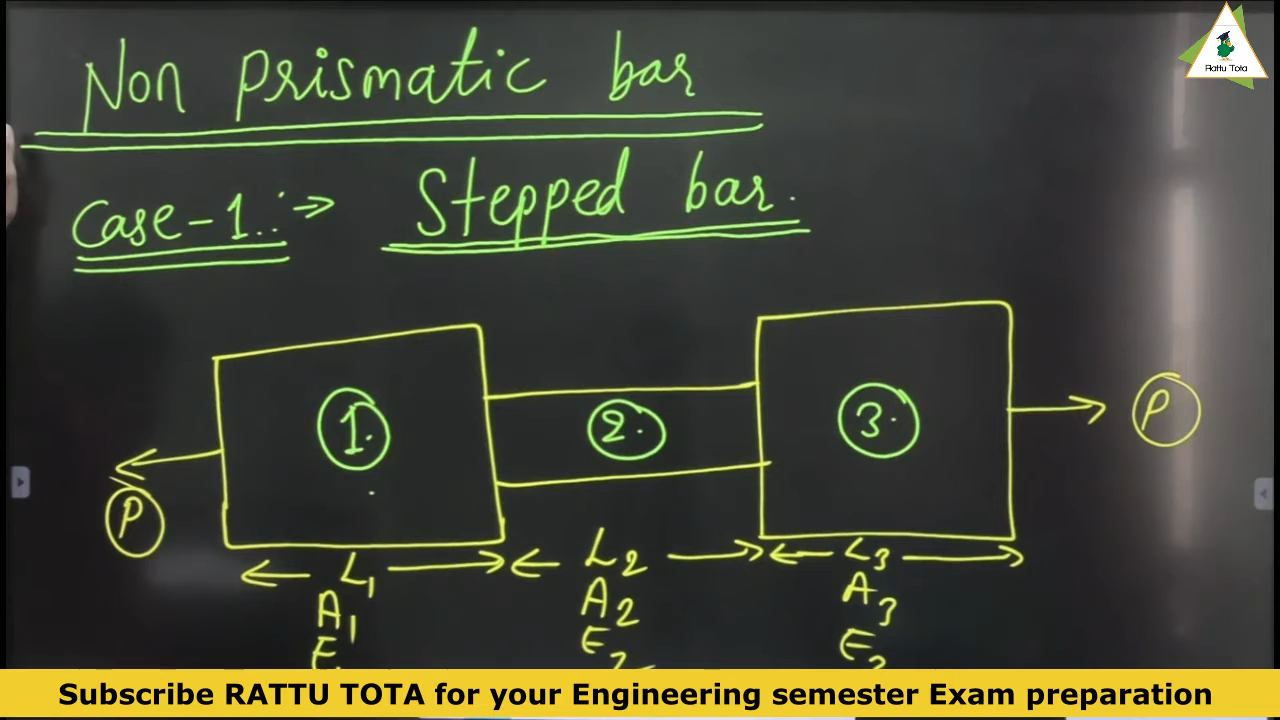 Non prismatic bar
Rattu Tota
Case-1.:→ Stepped bar.
1. 2. 3. P
P
L1 L2 L3
A1 A2 A3
E E2 E3
Subscribe RATTU TOTA for your Engineering semester Exam preparation